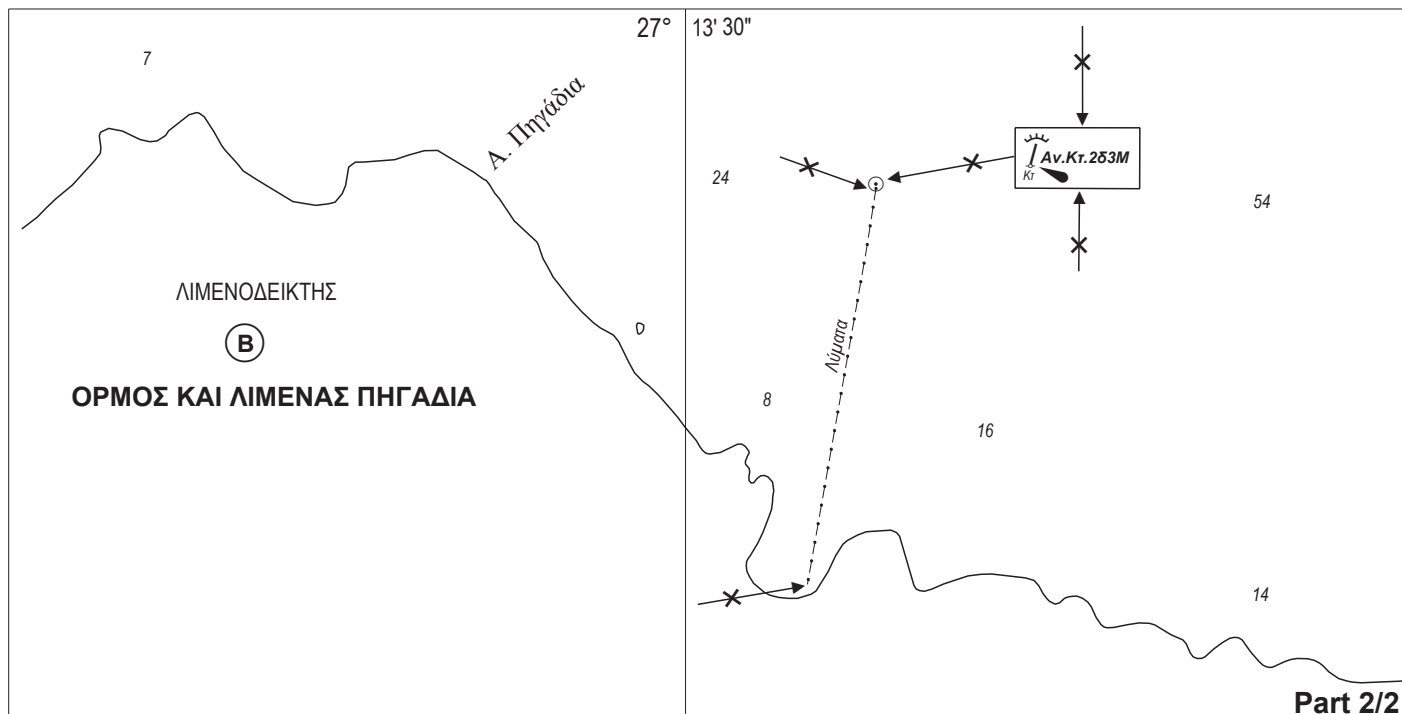 27° 13' 30"
7
Α. Πηγάδια
Αν.Κτ.2δ3Μ
Κτ
24
54
ΛΙΜΕΝΟΔΕΙΚΤΗΣ
Β
ΟΡΜΟΣ ΚΑΙ ΛΙΜΕΝΑΣ ΠΗΓΑΔΙΑ
Λύματα
8
16
14
Part 2/2